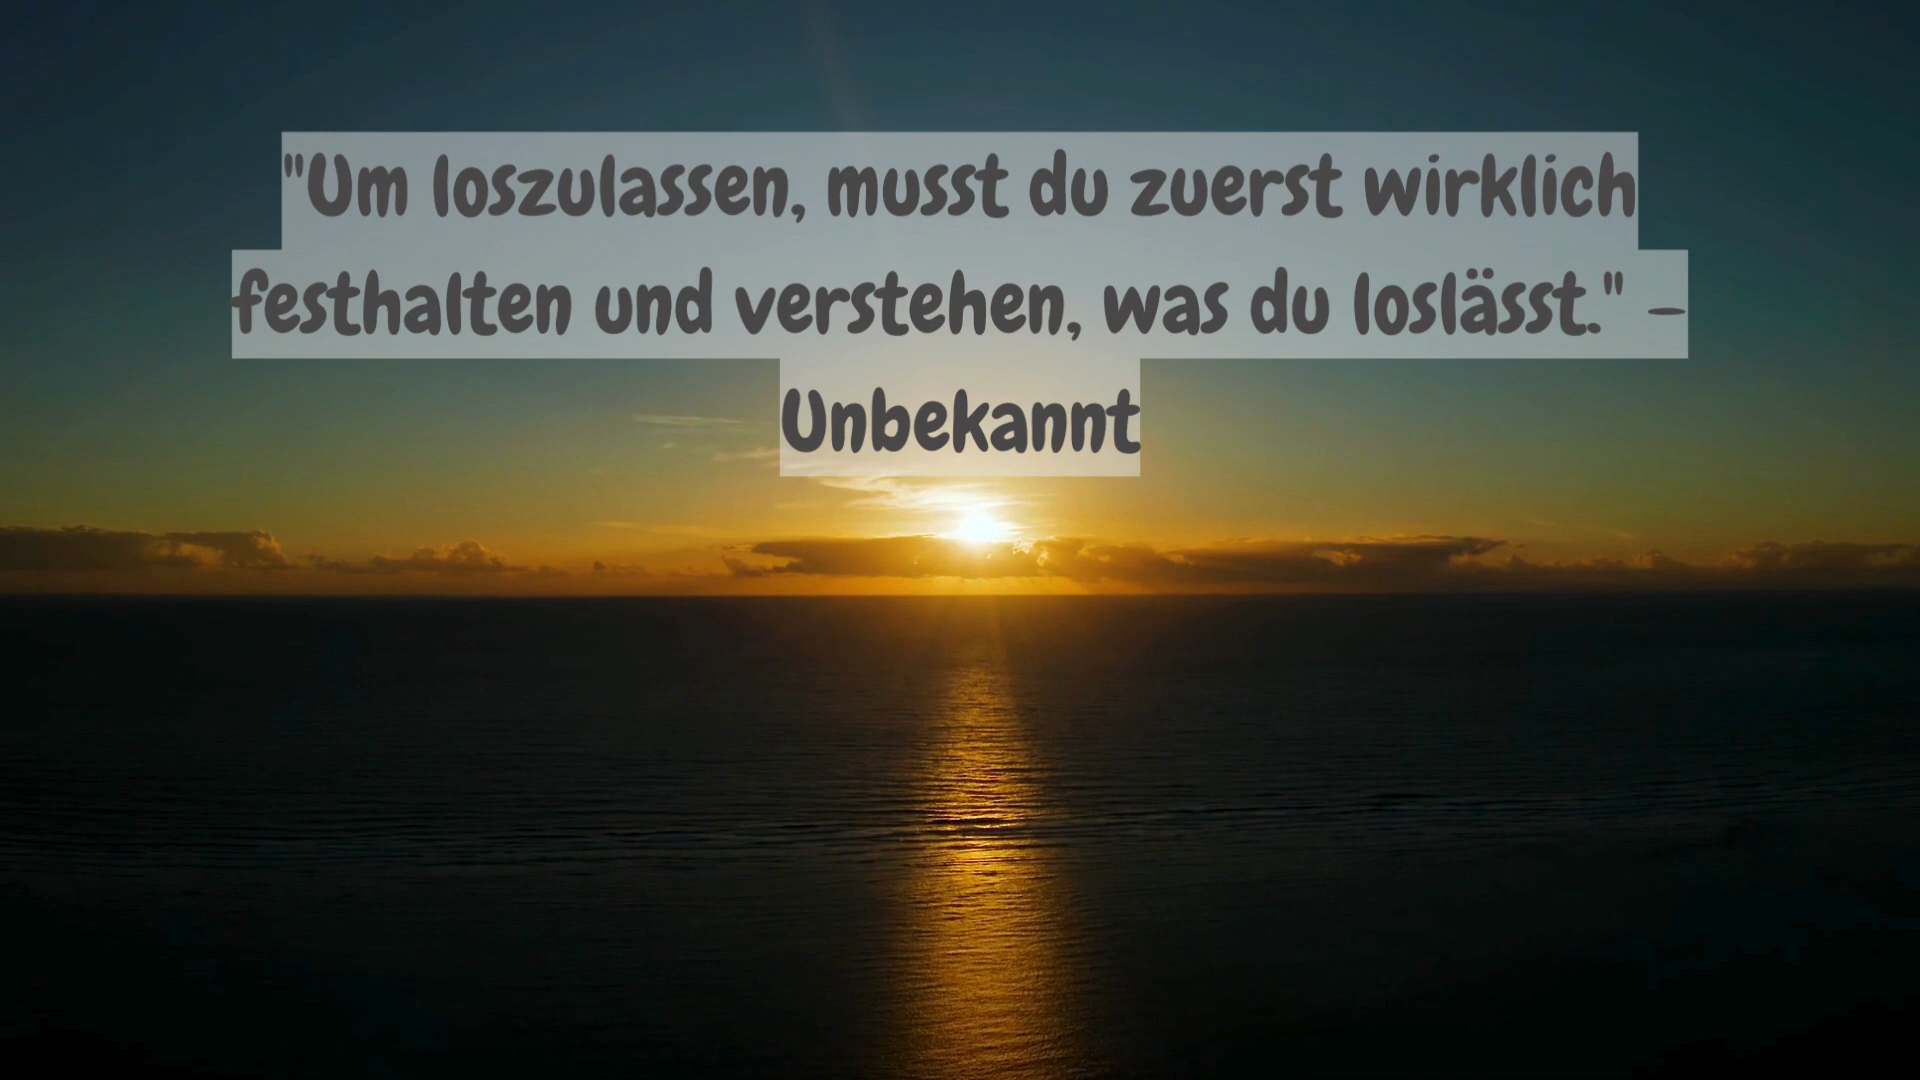 "Um loszulassen, musst du zuerst wirklich
festhalten und verstehen, was du loslässt." –
Unbekannt